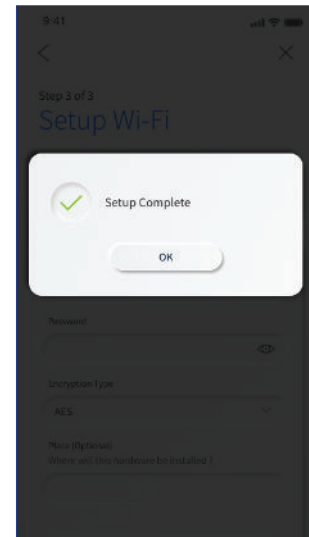 9:41
Step 3 of 3
Setup Wi-Fi
Setup Complete
OK
Password
Encryption Type
AES
Place (Optional)
Where will this hardware be installed ?